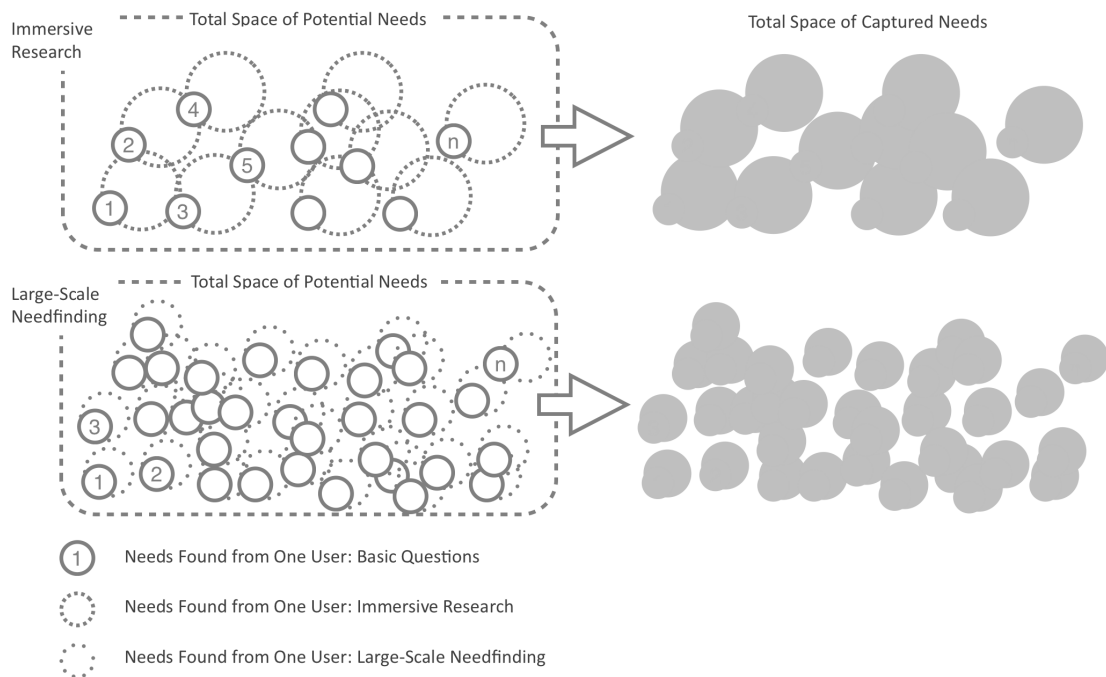 Immersive
Research
Total Space of Potential Needs
Total Space of Captured Needs
4
2
n
5
1
3
Large-Scale
Needfinding
Total Space of Potential Needs
n
3
1
2
1
Needs Found from One User: Basic Questions
Needs Found from One User: Immersive Research
Needs Found from One User: Large-Scale Needfinding